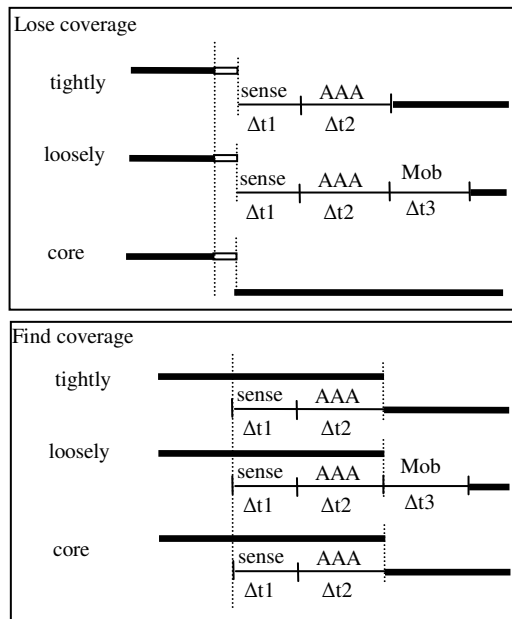 Lose coverage
tightly
sense AAA
Δt1 Δt2
loosely
sense AAA Mob
Δt1 Δt2 Δt3
core
Find coverage
tightly
sense AAA
Δt1 Δt2
loosely
sense AAA Mob
Δt1 Δt2 Δt3
core
sense AAA
Δt1 Δt2